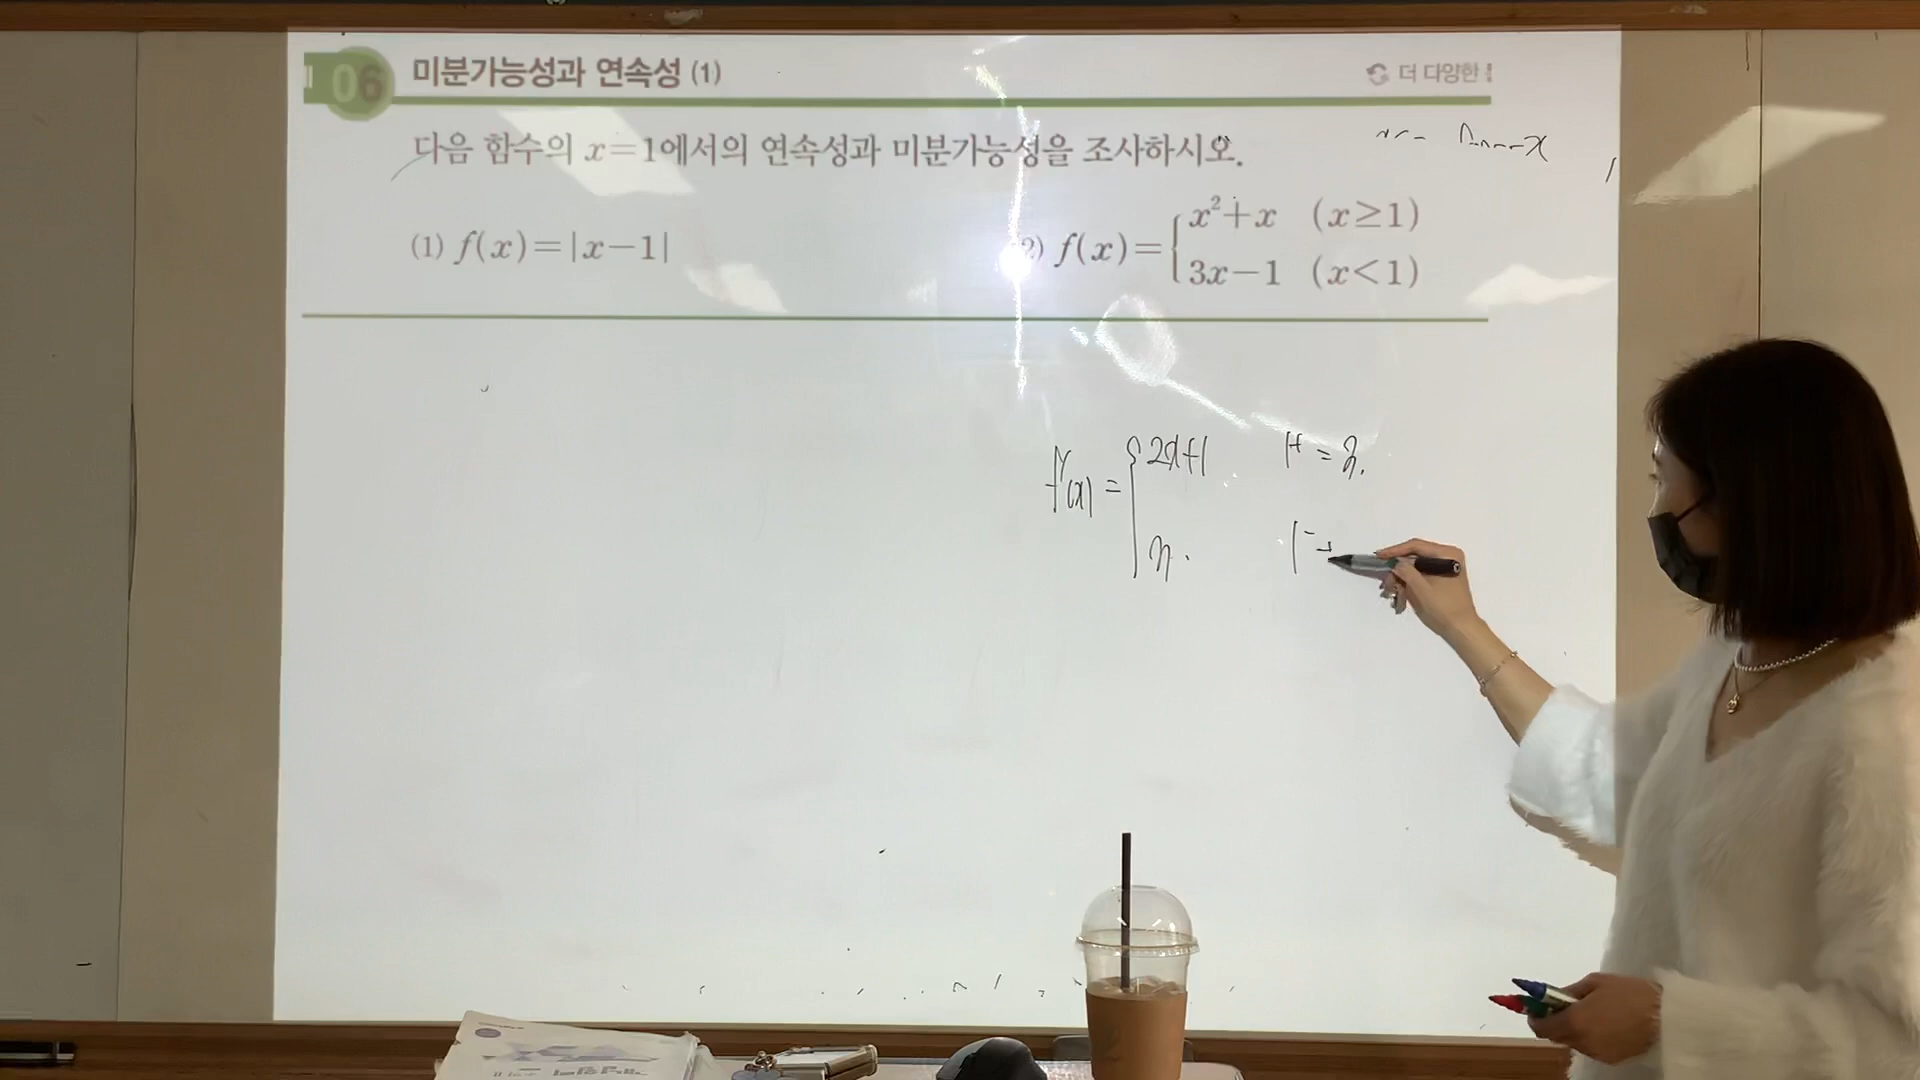 06 미분가능성과 연속성 (1)
더 다양한
다음 함수의 x=1에서의 연속성과 미분가능성을 조사하시오.
(1) f(x)=|x-1|
2) f(x)={x²+x (x≥1)
3x-1 (x<1)
f'(x) = {2x+1 1+ = 3.
3. 1- =